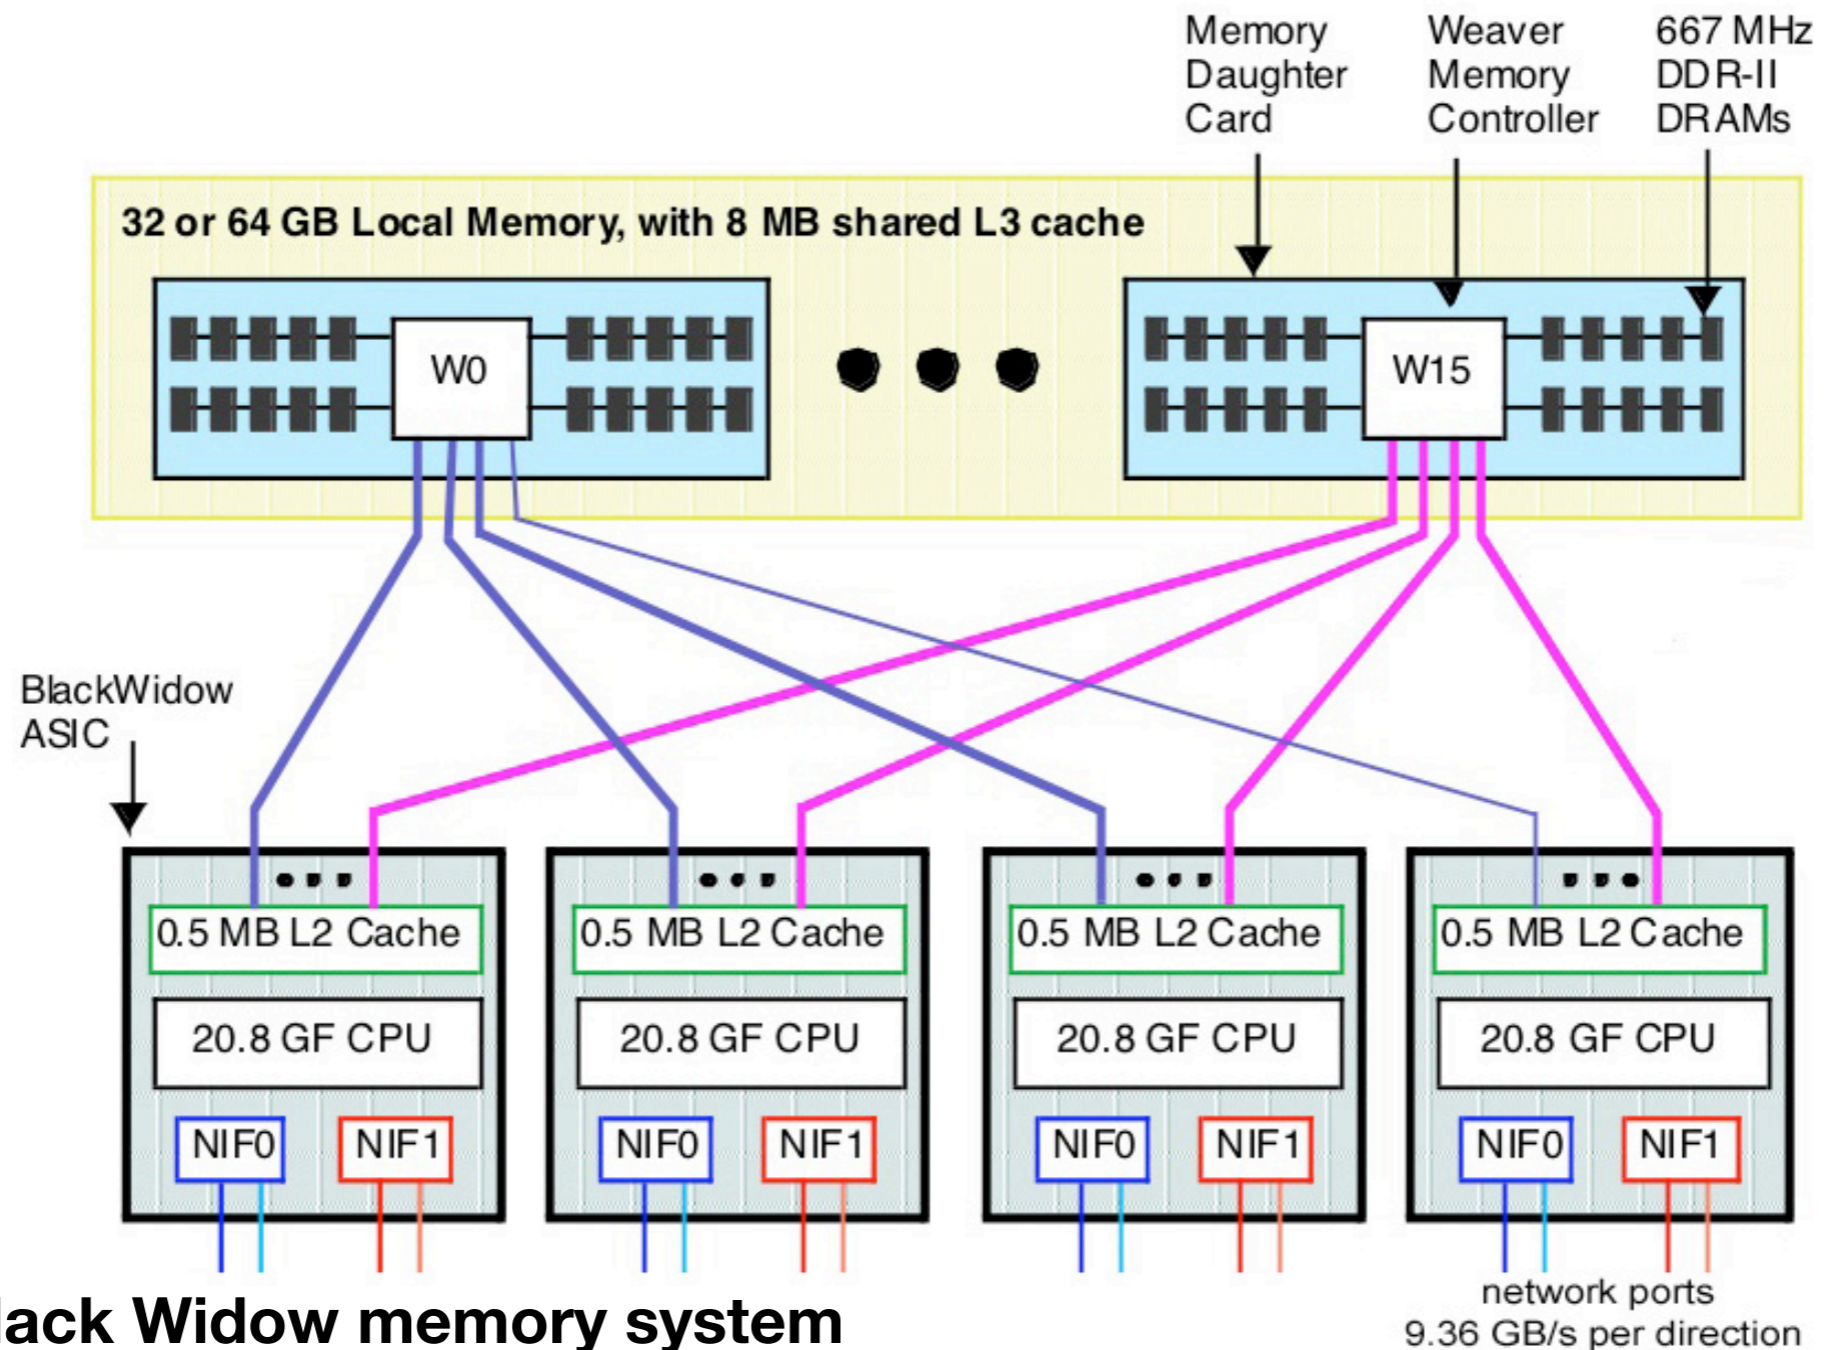 Memory
Daughter
Card
Weaver
Memory
Controller
667 MHz
DDR-II
DRAMs
32 or 64 GB Local Memory, with 8 MB shared L3 cache
W0
W15
BlackWidow
ASIC
0.5 MB L2 Cache
0.5 MB L2 Cache
0.5 MB L2 Cache
0.5 MB L2 Cache
20.8 GF CPU
20.8 GF CPU
20.8 GF CPU
20.8 GF CPU
NIF0
NIF1
NIF0
NIF1
NIF0
NIF1
NIF0
NIF1
network ports
9.36 GB/s per direction
lack Widow memory system